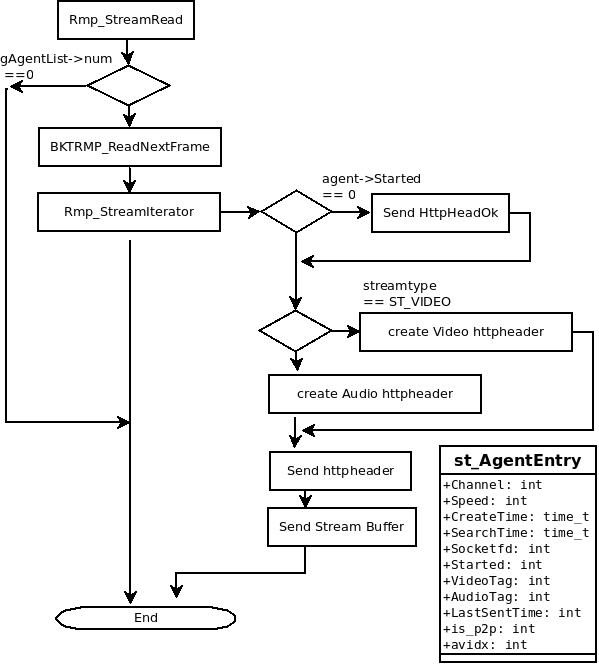 Rmp_StreamRead
gAgentList->num
==0
BKTRMP_ReadNextFrame
Rmp_StreamIterator
agent->Started
== 0
Send HttpHeadOk
streamtype
== ST_VIDEO
create Video httpheader
create Audio httpheader
Send httpheader
Send Stream Buffer
End
st_AgentEntry
+Channel: int
+Speed: int
+CreateTime: time_t
+SearchTime: time_t
+Socketfd: int
+Started: int
+VideoTag: int
+AudioTag: int
+LastSentTime: int
+is_p2p: int
+avidx: int